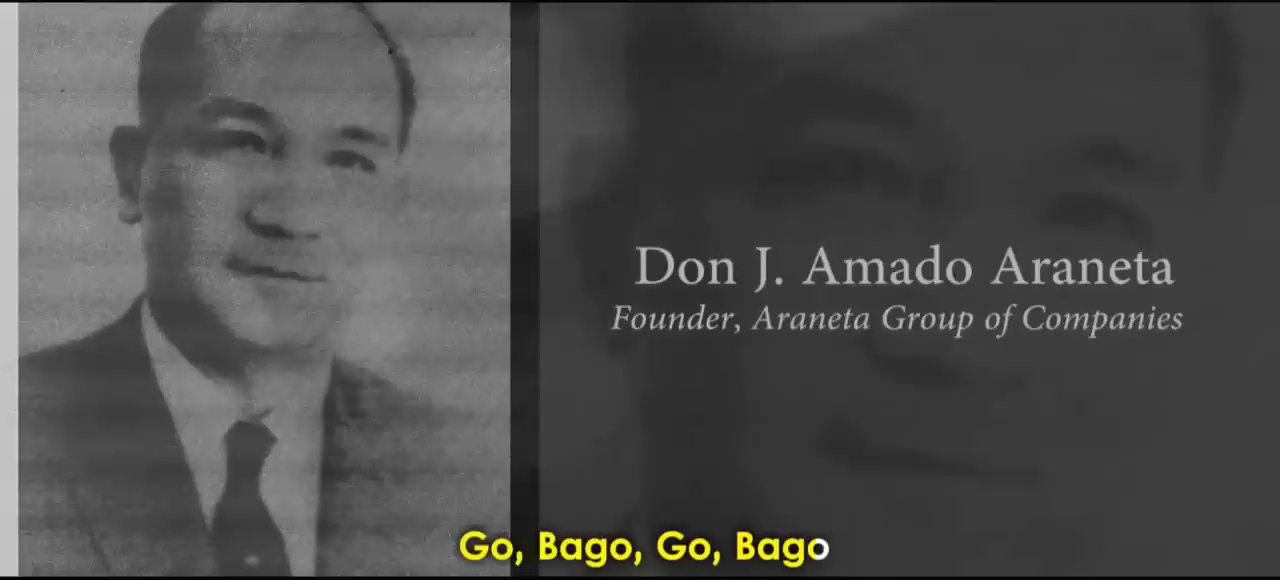 Don J. Amado Araneta
Founder, Araneta Group of Companies
Go, Bago, Go, Bago